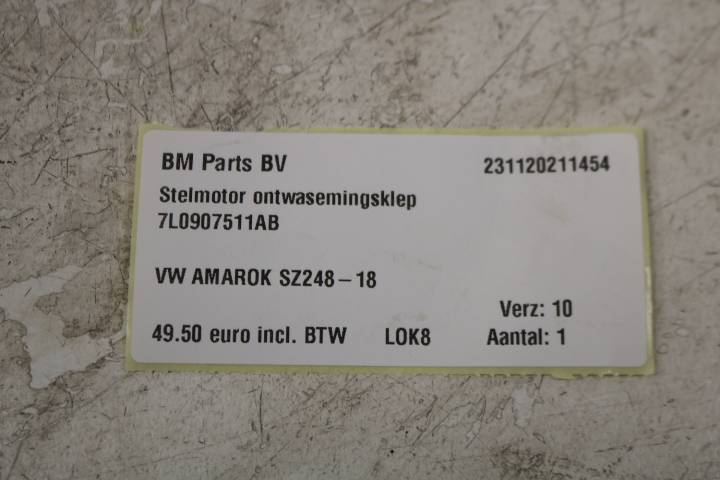 BM Parts BV 231120211454
Stelmotor ontwasemingsklep
7L0907511AB
VW AMAROK SZ248-18
Verz: 10
49.50 euro incl. BTW LOK8 Aantal: 1